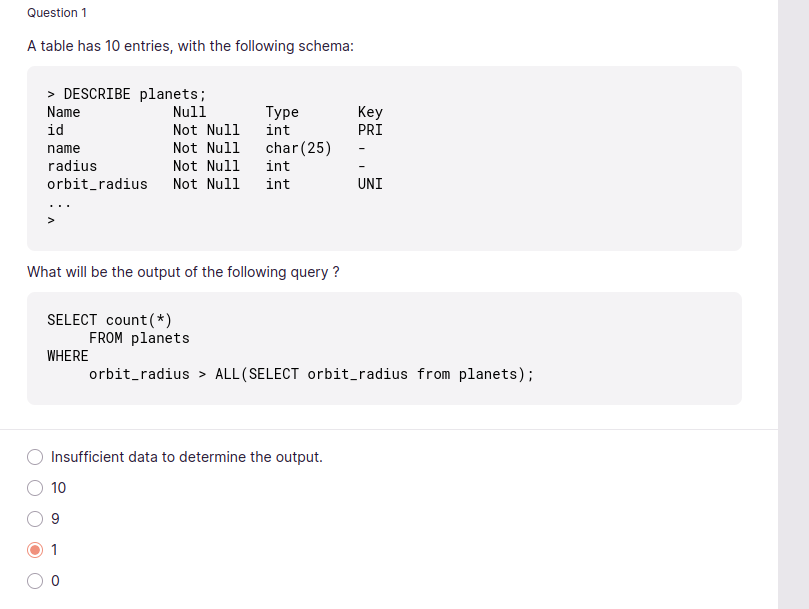 Question 1
A table has 10 entries, with the following schema:
> DESCRIBE planets;
Name Null Type Key
id Not Null int PRI
name Not Null char(25) -
radius Not Null int -
orbit_radius Not Null int UNI
...
>
What will be the output of the following query ?
SELECT count(*)
FROM planets
WHERE
orbit_radius > ALL(SELECT orbit_radius from planets);
Insufficient data to determine the output.
10
9
1
0